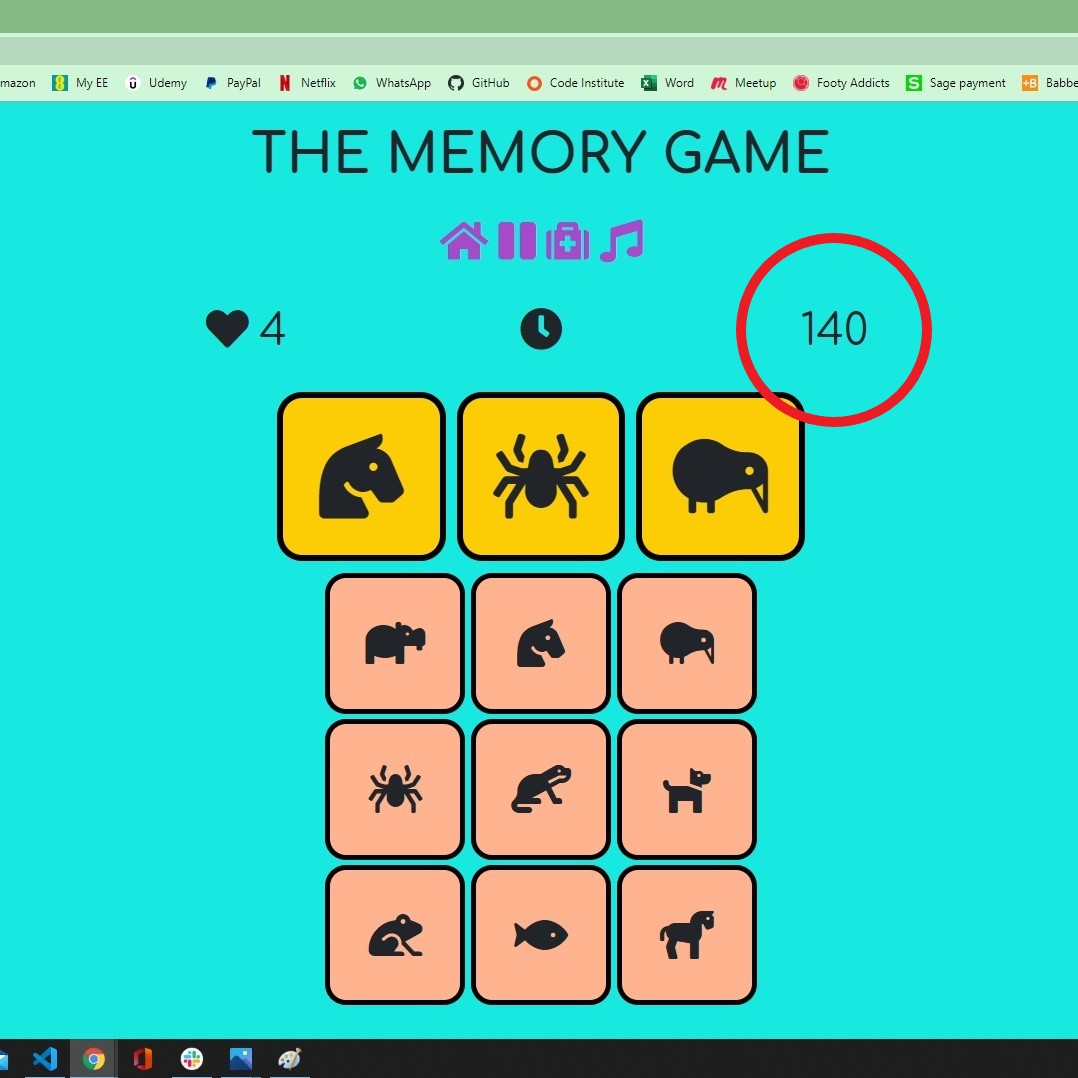 mazon My EE Udemy PayPal Netflix WhatsApp GitHub Code Institute Word Meetup Footy Addicts Sage payment Babbe
THE MEMORY GAME
4 140